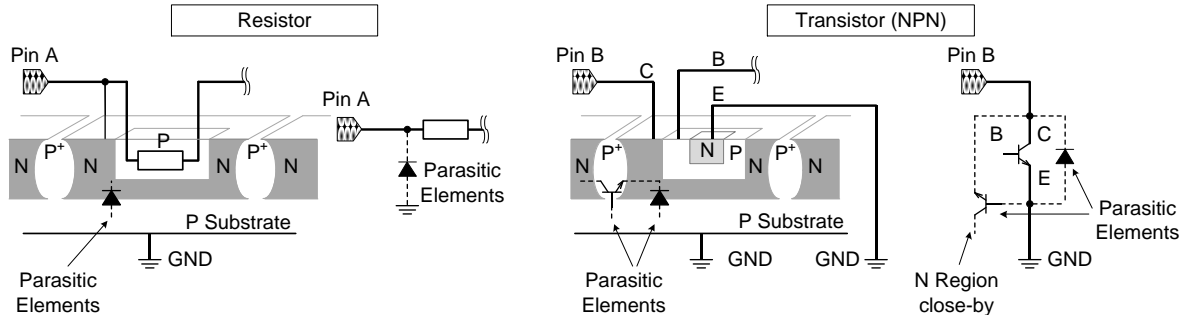 Resistor
Transistor (NPN)
Pin A
Pin B
Pin B
B
C
E
Pin A
N
P+
N
P
P+
N
N
P+
N
N
P
P+
N
B
C
E
Parasitic
Elements
P Substrate
P Substrate
Parasitic
Elements
GND
GND
GND
Parasitic
Elements
Parasitic
Elements
N Region
close-by